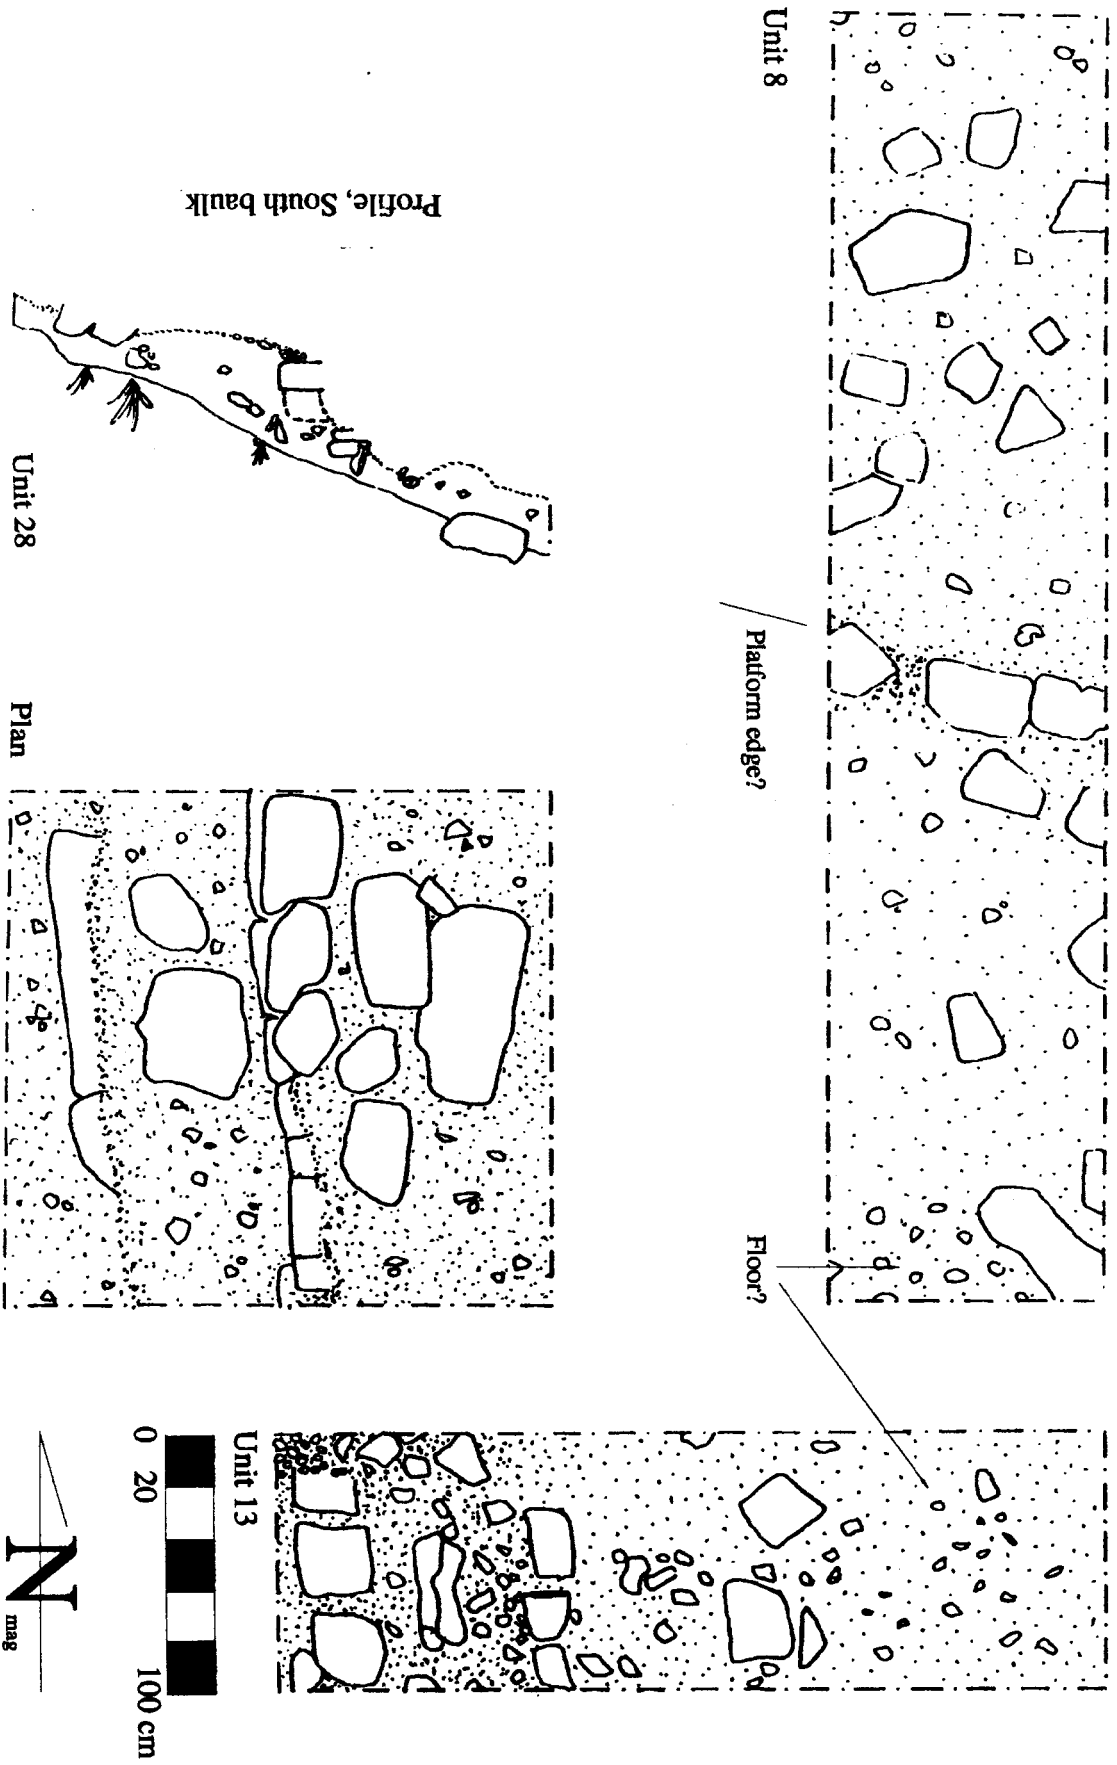 Unit 8
Platform edge?
Floor?
Profile, South baulk
Unit 28
Plan
Unit 13
0 20 100 cm
N
mag